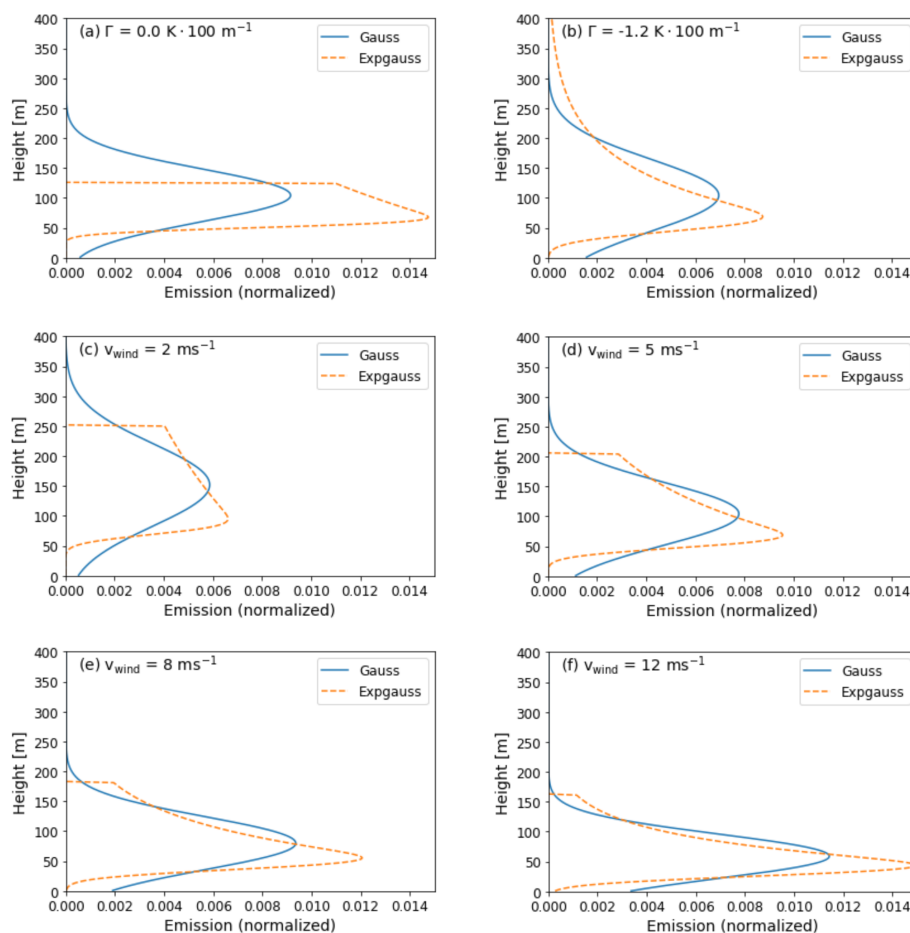 (a) Γ = 0.0 K · 100 m⁻¹
Gauss
Expgauss
Height [m]
400
350
300
250
200
150
100
50
0
0.000 0.002 0.004 0.006 0.008 0.010 0.012 0.014
Emission (normalized)
(b) Γ = -1.2 K · 100 m⁻¹
Gauss
Expgauss
Height [m]
400
350
300
250
200
150
100
50
0
0.000 0.002 0.004 0.006 0.008 0.010 0.012 0.014
Emission (normalized)
(c) vwind = 2 ms⁻¹
Gauss
Expgauss
Height [m]
400
350
300
250
200
150
100
50
0
0.000 0.002 0.004 0.006 0.008 0.010 0.012 0.014
Emission (normalized)
(d) vwind = 5 ms⁻¹
Gauss
Expgauss
Height [m]
400
350
300
250
200
150
100
50
0
0.000 0.002 0.004 0.006 0.008 0.010 0.012 0.014
Emission (normalized)
(e) vwind = 8 ms⁻¹
Gauss
Expgauss
Height [m]
400
350
300
250
200
150
100
50
0
0.000 0.002 0.004 0.006 0.008 0.010 0.012 0.014
Emission (normalized)
(f) vwind = 12 ms⁻¹
Gauss
Expgauss
Height [m]
400
350
300
250
200
150
100
50
0
0.000 0.002 0.004 0.006 0.008 0.010 0.012 0.014
Emission (normalized)